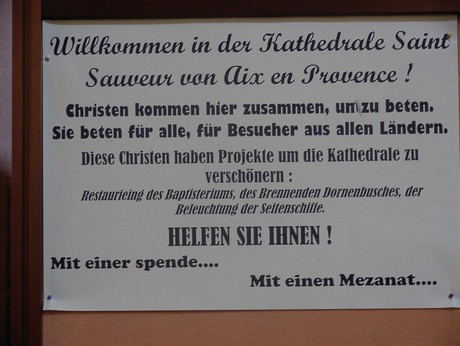 Willkommen in der Kathedrale Saint
Sauveur von Aix en Provence !
Christen kommen hier zusammen, um zu beten.
Sie beten für alle, für Besucher aus allen Ländern.
Diese Christen haben Projekte um die Kathedrale zu
verschönern :
Restaurieing des Baptisteriums, des Brennenden Dornenbusches, der
Beleuchtung der Seitenschiffe.
HELFEN SIE IHNEN !
Mit einer spende....
Mit einen Mezanat....